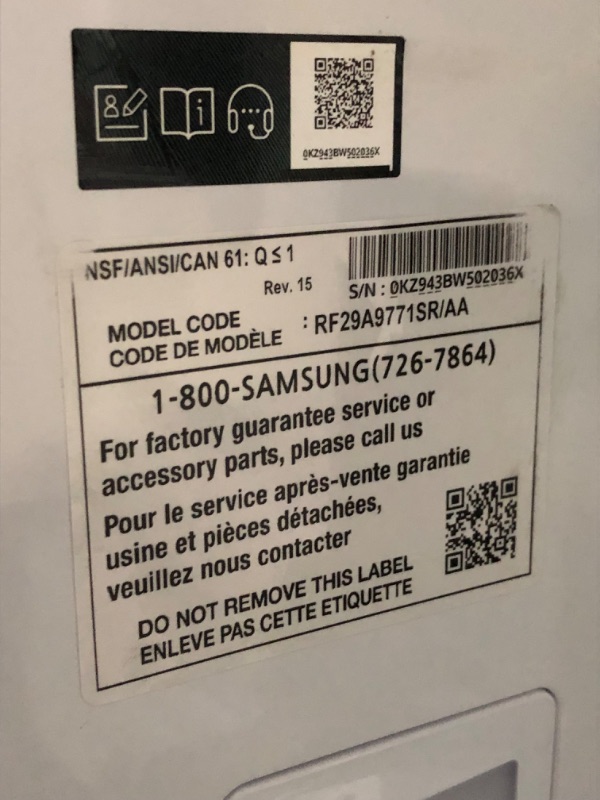 0KZ943BW502036X
NSF/ANSI/CAN 61: Q ≤ 1
Rev. 15
S/N : 0KZ943BW502036X
MODEL CODE
CODE DE MODÈLE : RF29A9771SR/AA
1-800-SAMSUNG(726-7864)
For factory guarantee service or
accessory parts, please call us
Pour le service après-vente garantie
usine et pièces détachées,
veuillez nous contacter
DO NOT REMOVE THIS LABEL
ENLEVE PAS CETTE ETIQUETTE